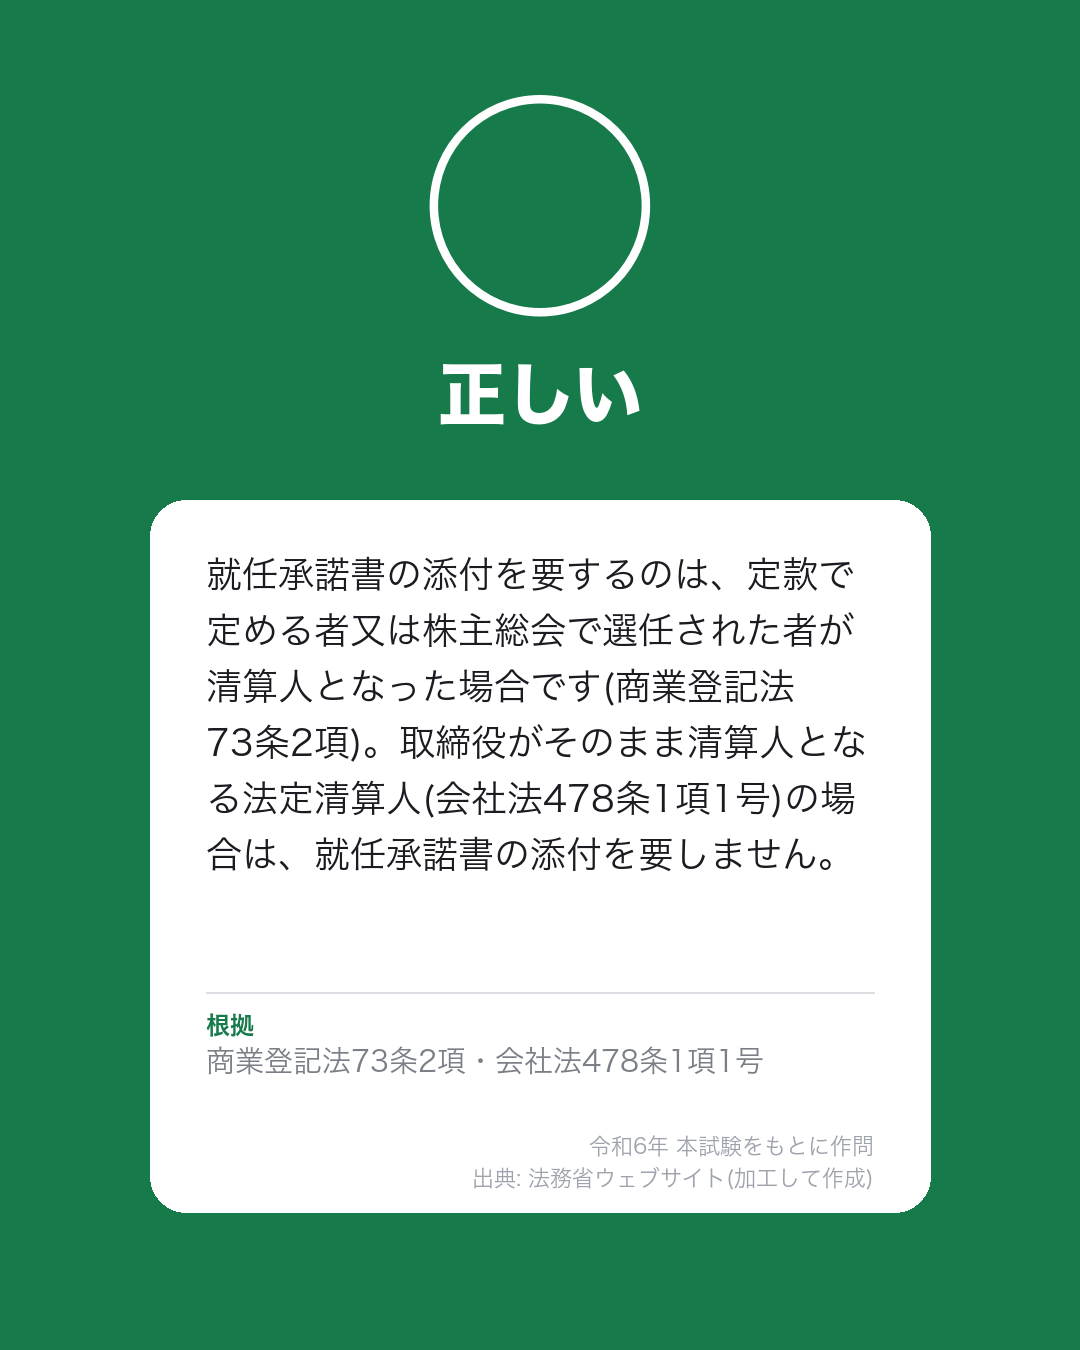 正しい
就任承諾書の添付を要するのは、定款で
定める者又は株主総会で選任された者が
清算人となった場合です(商業登記法
73条2項)。取締役がそのまま清算人とな
る法定清算人(会社法478条1項1号)の場
合は、就任承諾書の添付を要しません。
根拠
商業登記法73条2項・会社法478条1項1号
令和6年 本試験をもとに作問
出典: 法務省ウェブサイト(加工して作成)